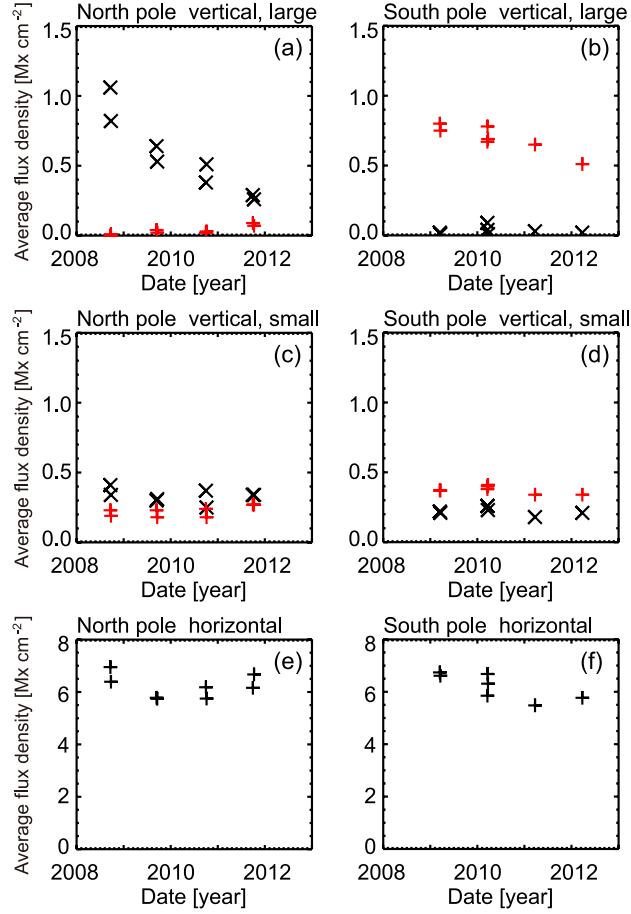 North pole vertical, large
South pole vertical, large
Average flux density [Mx cm-2]
1.5
1.0
0.5
0.0
(a)
(b)
1.5
1.0
0.5
0.0
2008 2010 2012
2008 2010 2012
Date [year]
Date [year]
North pole vertical, small
South pole vertical, small
Average flux density [Mx cm-2]
1.5
1.0
0.5
0.0
(c)
(d)
1.5
1.0
0.5
0.0
2008 2010 2012
2008 2010 2012
Date [year]
Date [year]
North pole horizontal
South pole horizontal
Average flux density [Mx cm-2]
8
6
4
2
0
(e)
(f)
8
6
4
2
0
2008 2010 2012
2008 2010 2012
Date [year]
Date [year]